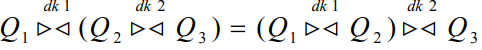 Q₁ ▷◁^{dk 1} (Q₂ ▷◁^{dk 2} Q₃) = (Q₁ ▷◁^{dk 1} Q₂) ▷◁^{dk 2} Q₃